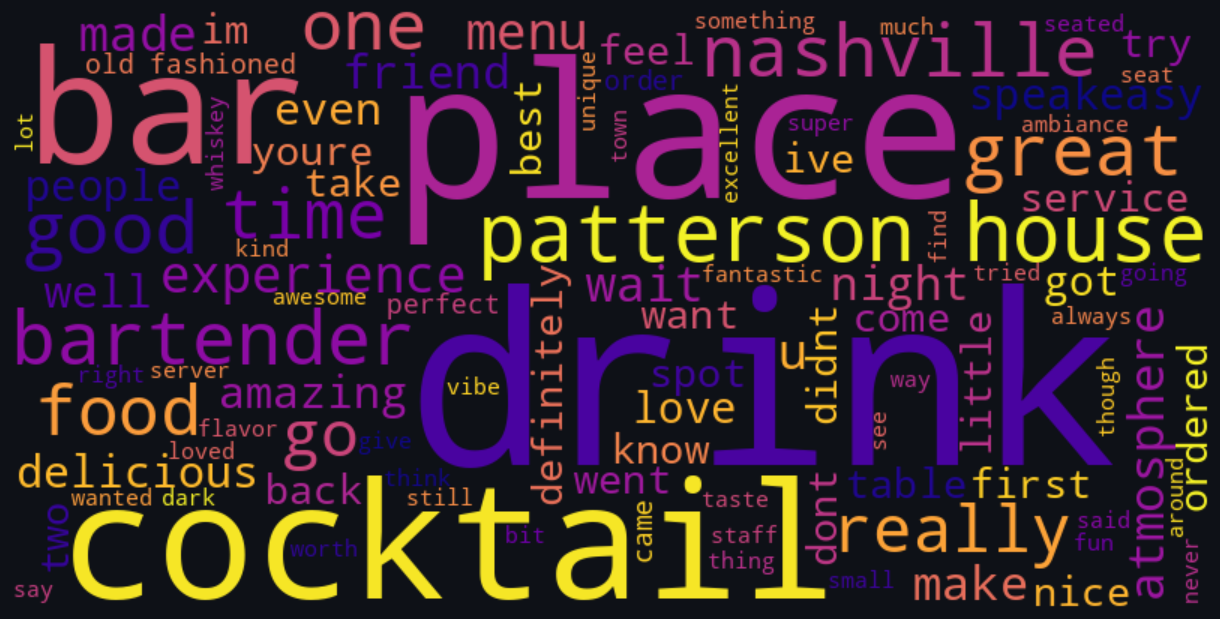 made im one menu something much seated
old fashioned friend feel nashville try
bar place unique order seat speakeasy
lot whiskey even best town excellent super ambiance
youre ive great
people take service
good time patterson house
kind find
well experience wait fantastic night tried got going
awesome perfect want come always
bartender drink definitely u didnt little atmosphere
right server amazing vibe spot way though ordered
food love see
flavor go give know
loved
delicious back think went table first
wanted dark still taste around
two cocktail came dont really said
worth bit staff fun
thing never
say small make nice